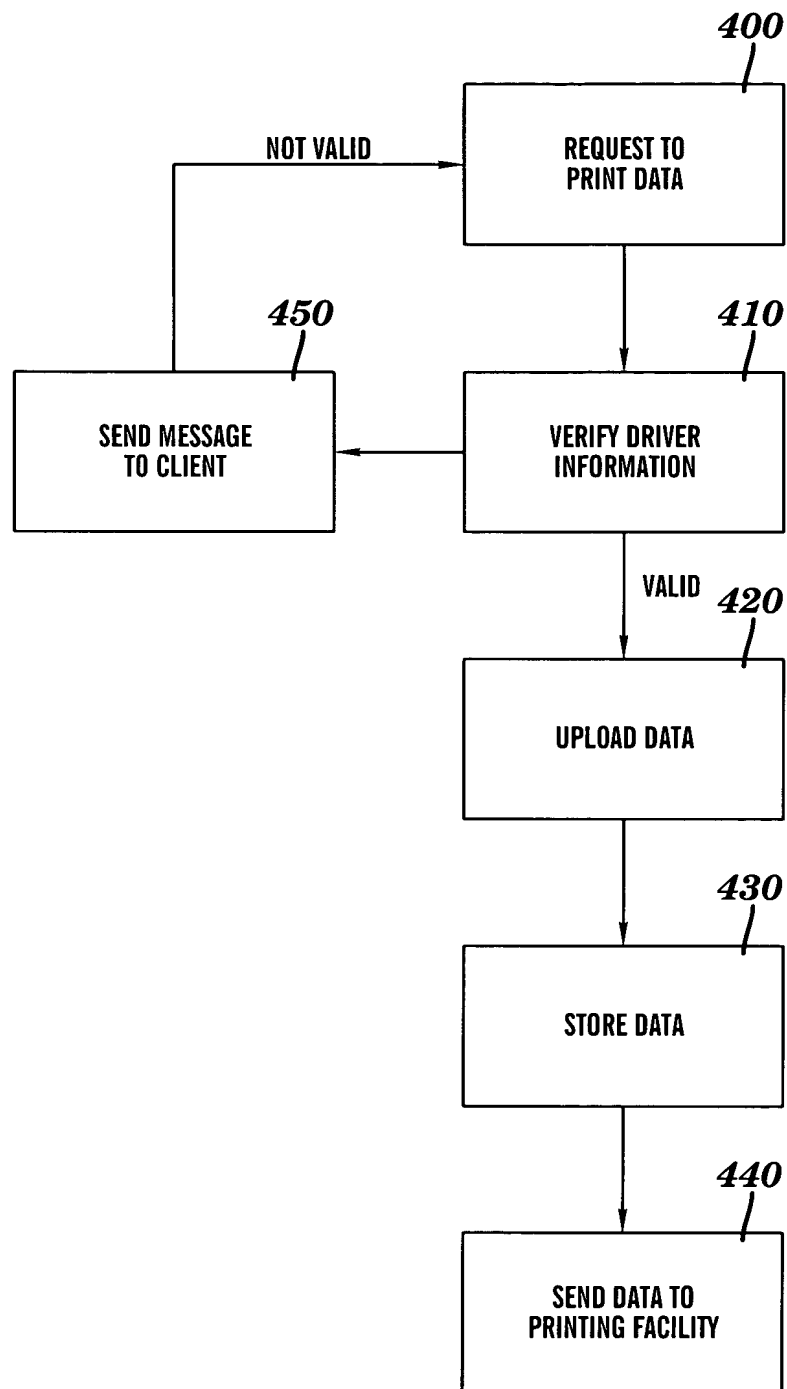 400
REQUEST TO
PRINT DATA
NOT VALID
450
410
SEND MESSAGE
TO CLIENT
VERIFY DRIVER
INFORMATION
VALID
420
UPLOAD DATA
430
STORE DATA
440
SEND DATA TO
PRINTING FACILITY